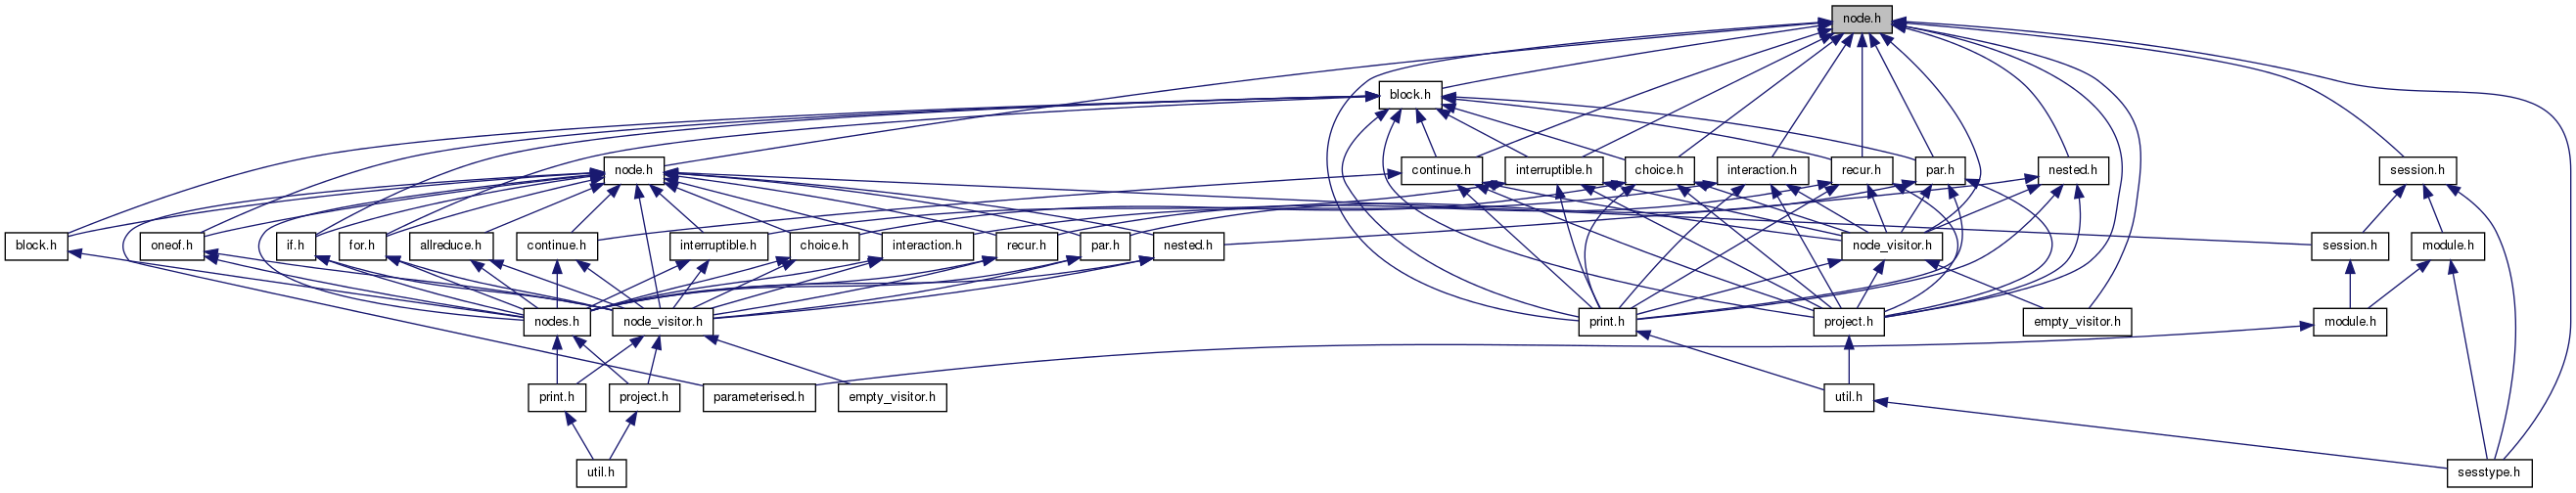 node.h
block.h
node.h
continue.h
interruptible.h
choice.h
interaction.h
recur.h
par.h
nested.h
session.h
block.h
oneof.h
if.h
for.h
allreduce.h
continue.h
interruptible.h
choice.h
interaction.h
recur.h
par.h
nested.h
node_visitor.h
session.h
module.h
nodes.h
node_visitor.h
print.h
project.h
empty_visitor.h
module.h
print.h
project.h
parameterised.h
empty_visitor.h
util.h
util.h
sesstype.h